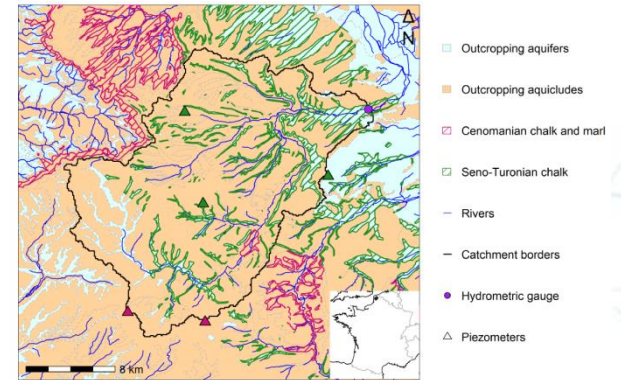 N
Outcropping aquifers
Outcropping aquicludes
Cenomanian chalk and marl
Seno-Turonian chalk
Rivers
Catchment borders
Hydrometric gauge
Piezometers
8 km